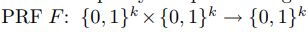 PRF F: {0,1}^k × {0,1}^k → {0,1}^k